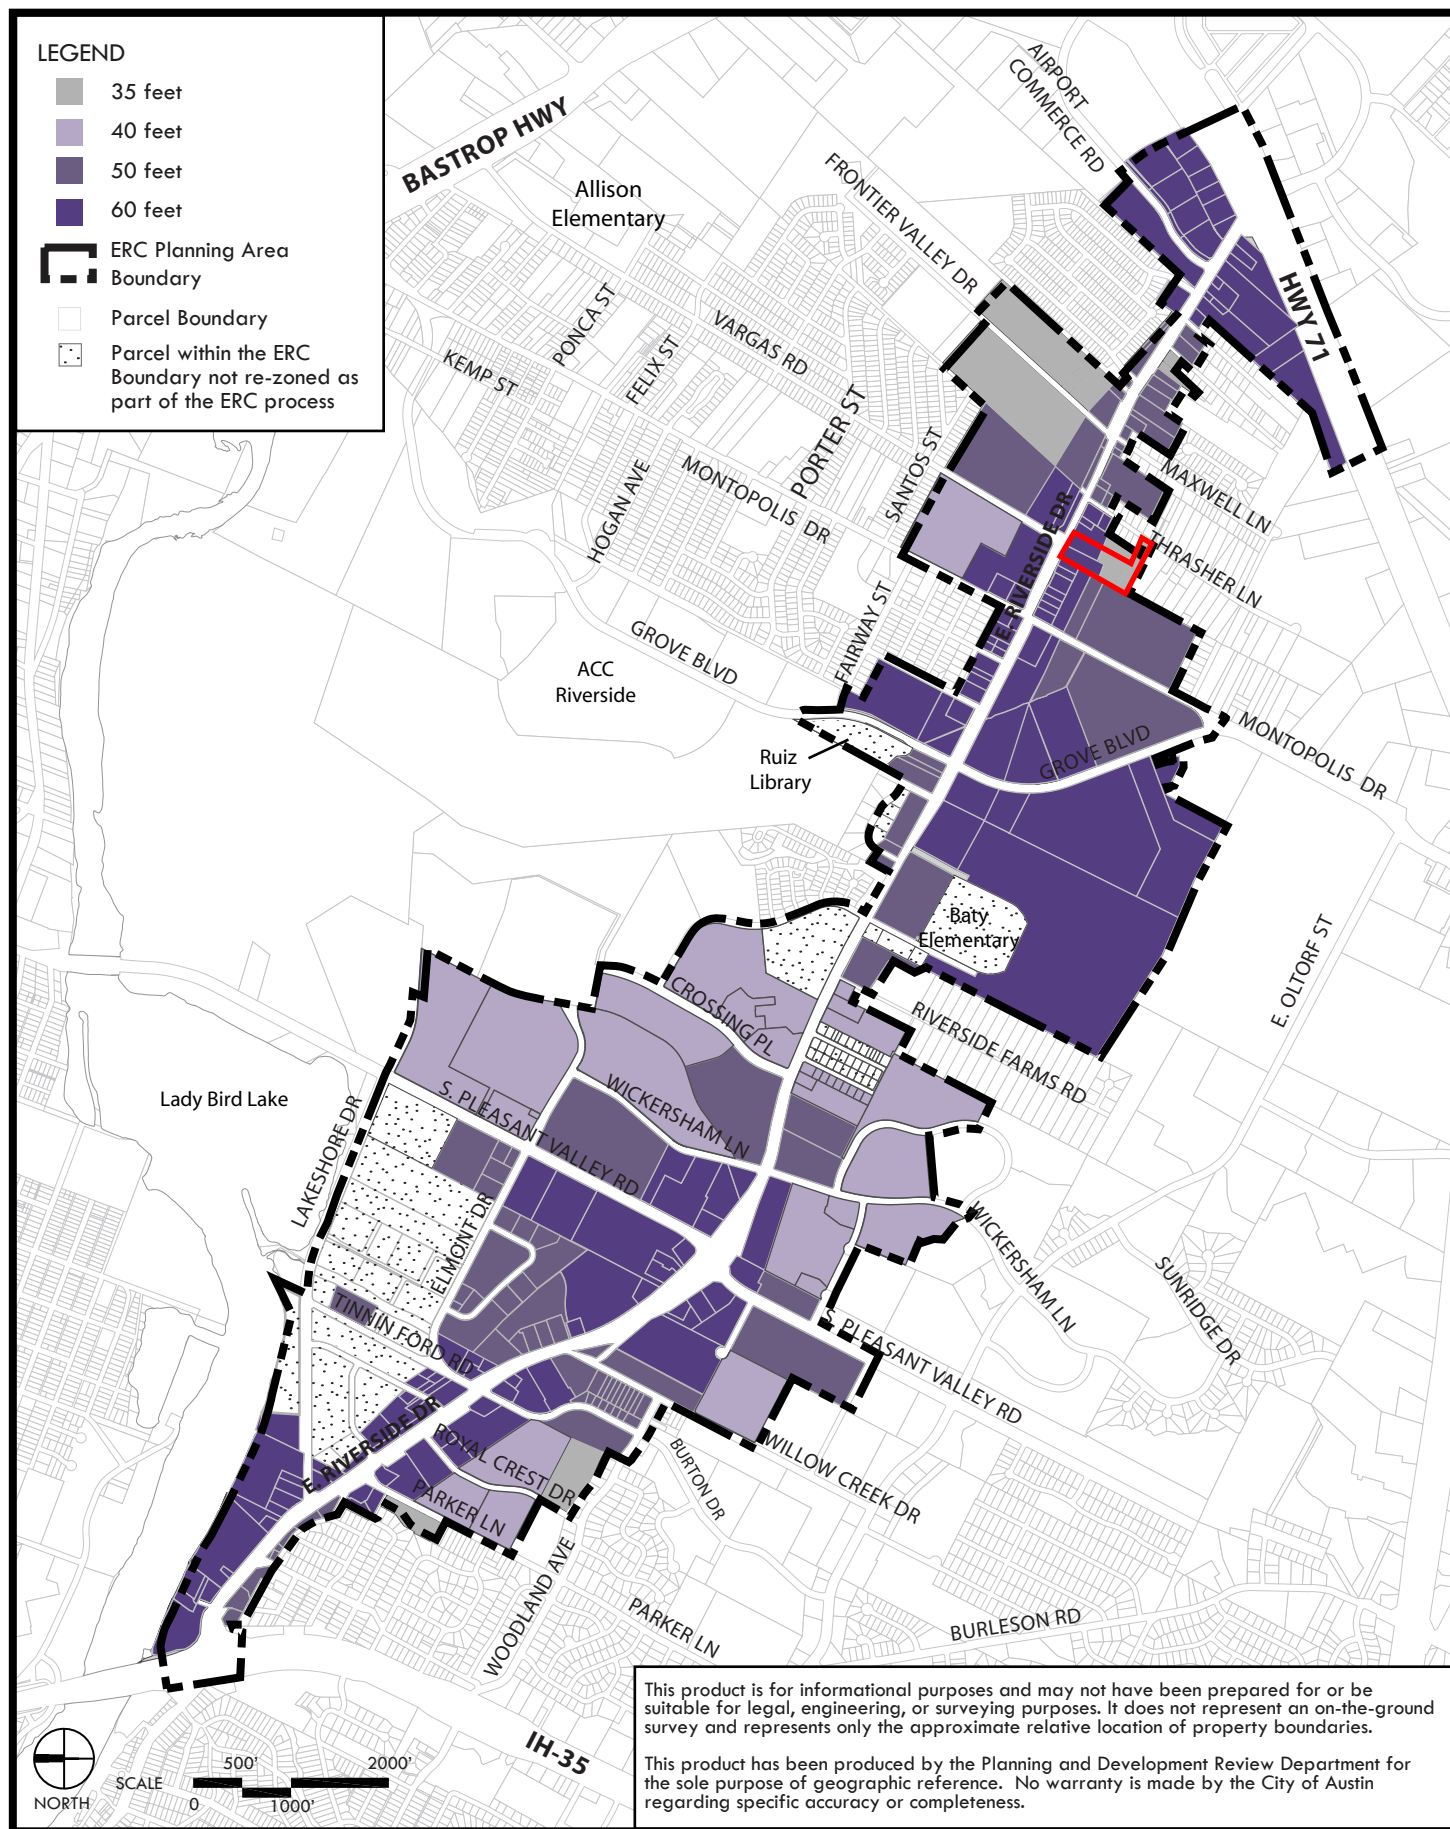 LEGEND
35 feet
40 feet
50 feet
60 feet
ERC Planning Area
Boundary
Parcel Boundary
Parcel within the ERC
Boundary not re-zoned as
part of the ERC process
BASTROP HWY
Allison
Elementary
AIRPORT
COMMERCE RD
FRONTIER VALLEY DR
HWY 71
PONCA ST
VARGAS RD
KEMP ST
FELIX ST
PORTER ST
SANTOS ST
HOGAN AVE
MONTOPOLIS DR
MAXWELL LN
E. RIVERSIDE DR
THRASHER LN
FAIRWAY ST
GROVE BLVD
ACC
Riverside
MONTOPOLIS DR
GROVE BLVD
Ruiz
Library
Baty
Elementary
E. OLTORF ST
CROSSING PL
RIVERSIDE FARMS RD
Lady Bird Lake
LAKESHORE DR
S. PLEASANT VALLEY RD
WICKERSHAM LN
ELMONT DR
WICKERSHAM LN
SUNRIDGE DR
TINNIN FORD RD
S. PLEASANT VALLEY RD
E. RIVERSIDE DR
ROYAL CREST DR
PARKER LN
BURTON DR
WILLOW CREEK DR
WOODLAND AVE
PARKER LN
BURLESON RD
IH-35
NORTH
SCALE
500'
2000'
0
1000'
This product is for informational purposes and may not have been prepared for or be
suitable for legal, engineering, or surveying purposes. It does not represent an on-the-ground
survey and represents only the approximate relative location of property boundaries.
This product has been produced by the Planning and Development Review Department for
the sole purpose of geographic reference. No warranty is made by the City of Austin
regarding specific accuracy or completeness.